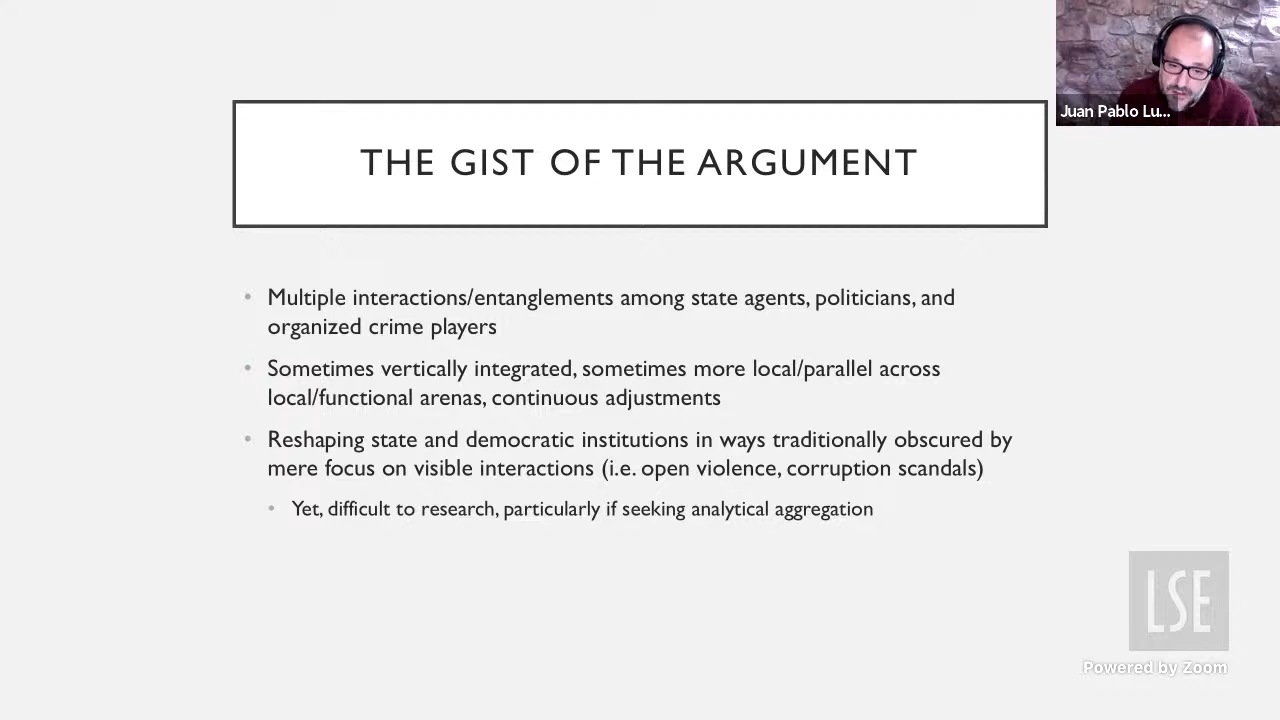 Juan Pablo Lu...
THE GIST OF THE ARGUMENT
• Multiple interactions/entanglements among state agents, politicians, and
organized crime players
• Sometimes vertically integrated, sometimes more local/parallel across
local/functional arenas, continuous adjustments
• Reshaping state and democratic institutions in ways traditionally obscured by
mere focus on visible interactions (i.e. open violence, corruption scandals)
• Yet, difficult to research, particularly if seeking analytical aggregation
LSE
Powered by Zoom